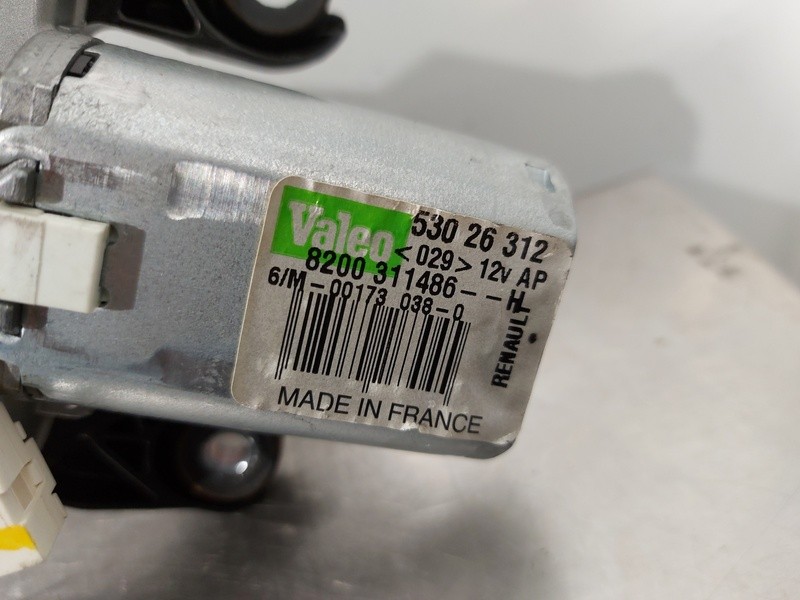 Valeo
530 26 312
<029> 12v AP
8200 311486--H
6/M-00173 038-0
RENAULT
MADE IN FRANCE